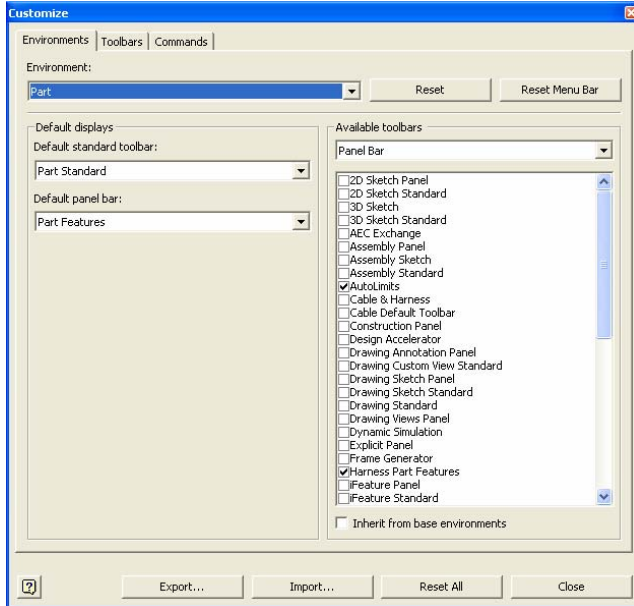 Customize
Environments Toolbars Commands
Environment:
Part Reset Reset Menu Bar
Default displays
Default standard toolbar:
Part Standard
Default panel bar:
Part Features
Available toolbars
Panel Bar
2D Sketch Panel
2D Sketch Standard
3D Sketch
3D Sketch Standard
AEC Exchange
Assembly Panel
Assembly Sketch
Assembly Standard
AutoLimits
Cable & Harness
Cable Default Toolbar
Construction Panel
Design Accelerator
Drawing Annotation Panel
Drawing Custom View Standard
Drawing Sketch Panel
Drawing Sketch Standard
Drawing Standard
Drawing Views Panel
Dynamic Simulation
Explicit Panel
Frame Generator
Harness Part Features
iFeature Panel
iFeature Standard
Inherit from base environments
? Export... Import... Reset All Close